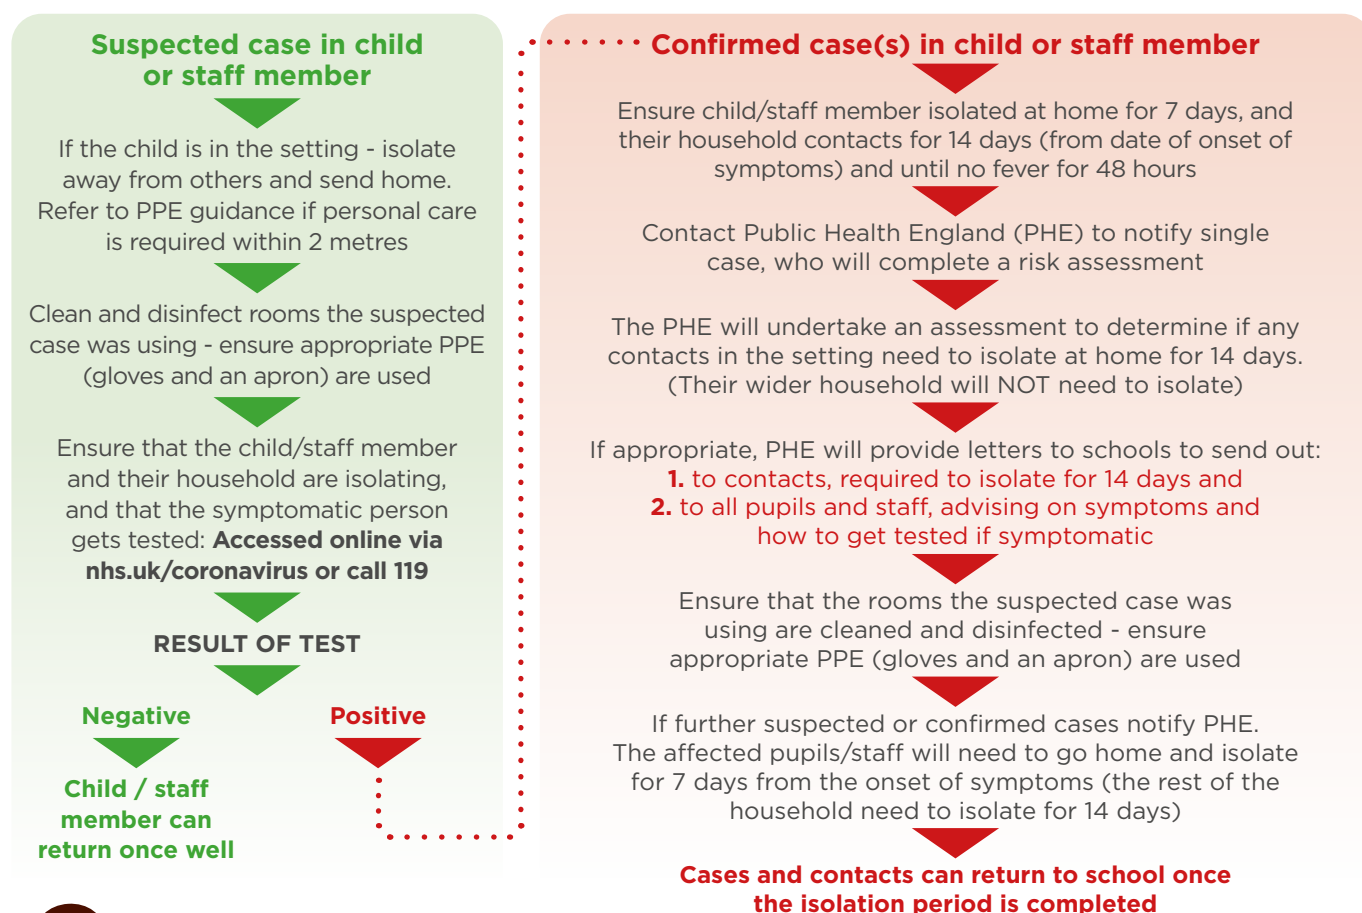 Suspected case in child
or staff member
If the child is in the setting - isolate
away from others and send home.
Refer to PPE guidance if personal care
is required within 2 metres
Clean and disinfect rooms the suspected
case was using - ensure appropriate PPE
(gloves and an apron) are used
Ensure that the child/staff member
and their household are isolating,
and that the symptomatic person
gets tested: Accessed online via
nhs.uk/coronavirus or call 119
RESULT OF TEST
Negative
Positive
Child / staff
member can
return once well
Confirmed case(s) in child or staff member
Ensure child/staff member isolated at home for 7 days, and
their household contacts for 14 days (from date of onset of
symptoms) and until no fever for 48 hours
Contact Public Health England (PHE) to notify single
case, who will complete a risk assessment
The PHE will undertake an assessment to determine if any
contacts in the setting need to isolate at home for 14 days.
(Their wider household will NOT need to isolate)
If appropriate, PHE will provide letters to schools to send out:
1. to contacts, required to isolate for 14 days and
2. to all pupils and staff, advising on symptoms and
how to get tested if symptomatic
Ensure that the rooms the suspected case was
using are cleaned and disinfected - ensure
appropriate PPE (gloves and an apron) are used
If further suspected or confirmed cases notify PHE.
The affected pupils/staff will need to go home and isolate
for 7 days from the onset of symptoms (the rest of the
household need to isolate for 14 days)
Cases and contacts can return to school once
the isolation period is completed